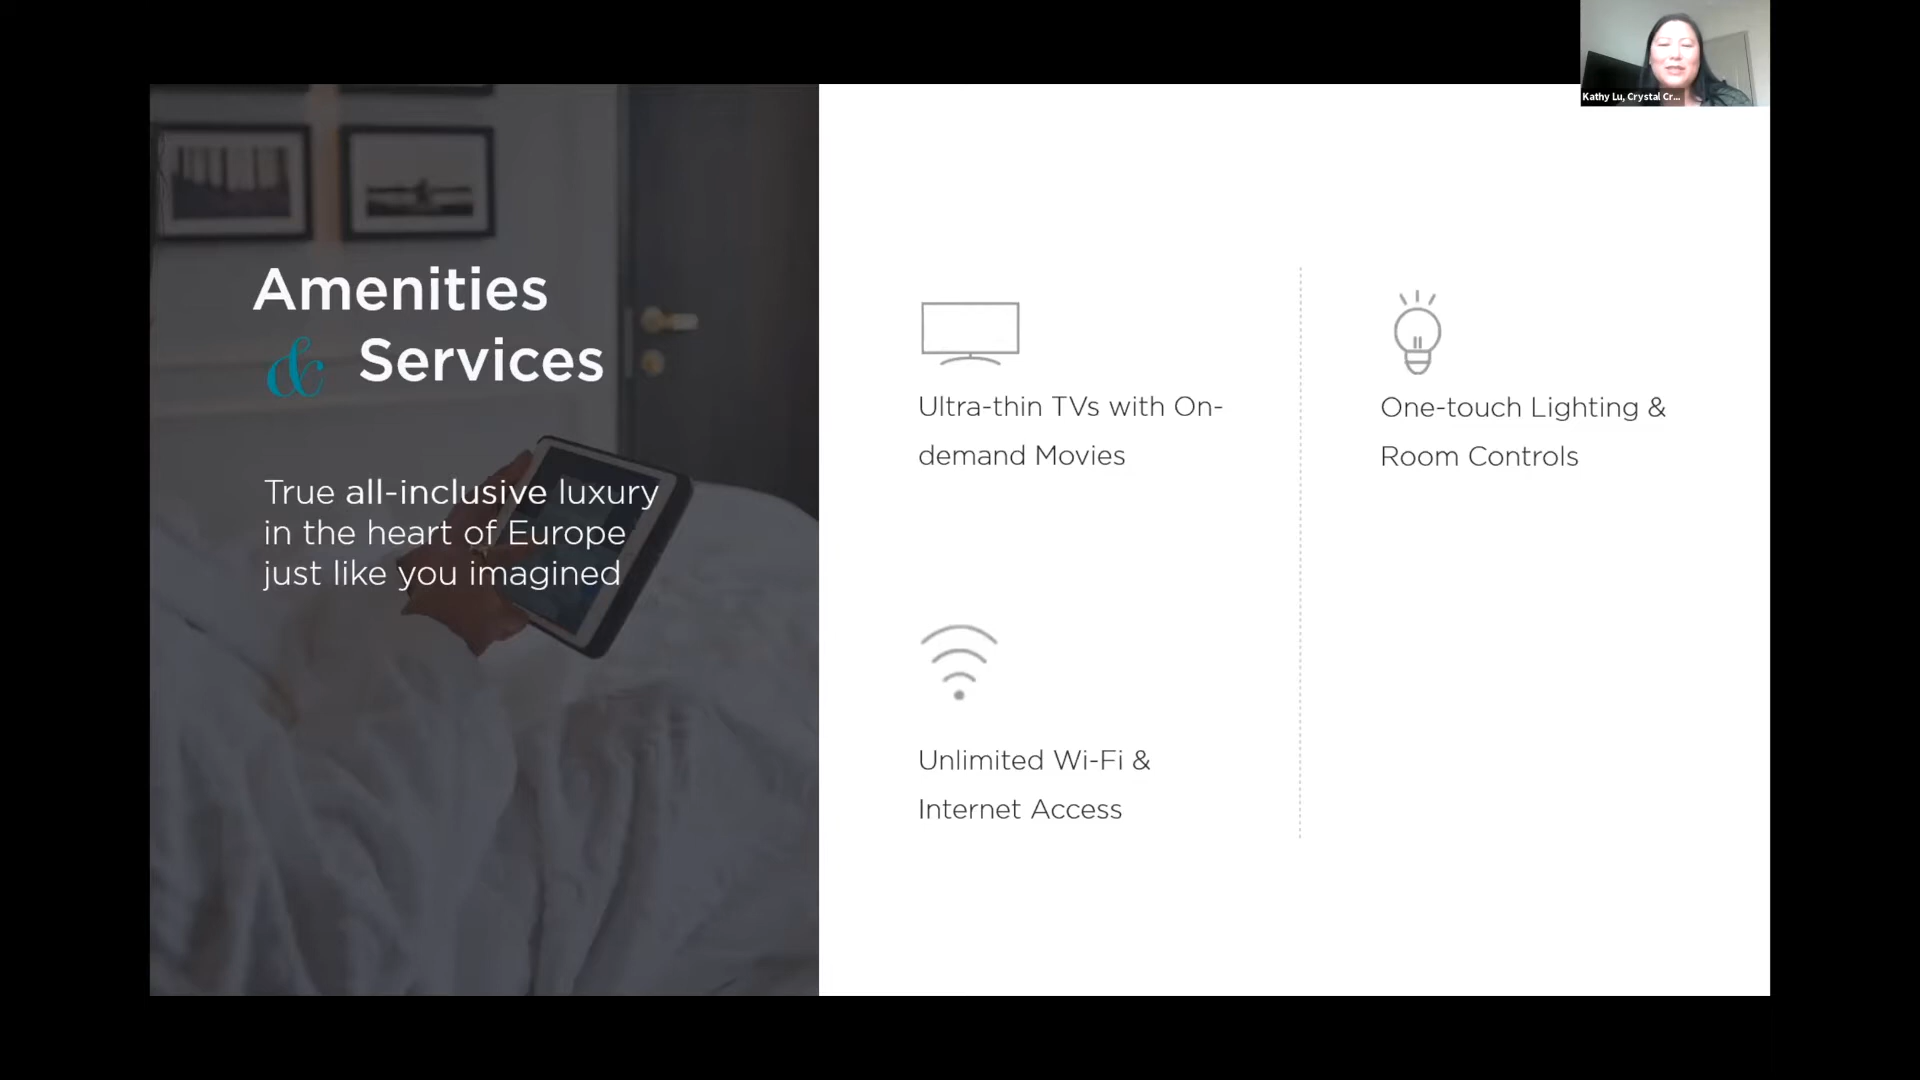 Kathy Lu, Crystal Cr...
Amenities
& Services
True all-inclusive luxury
in the heart of Europe
just like you imagined
Ultra-thin TVs with On-
demand Movies
One-touch Lighting &
Room Controls
Unlimited Wi-Fi &
Internet Access